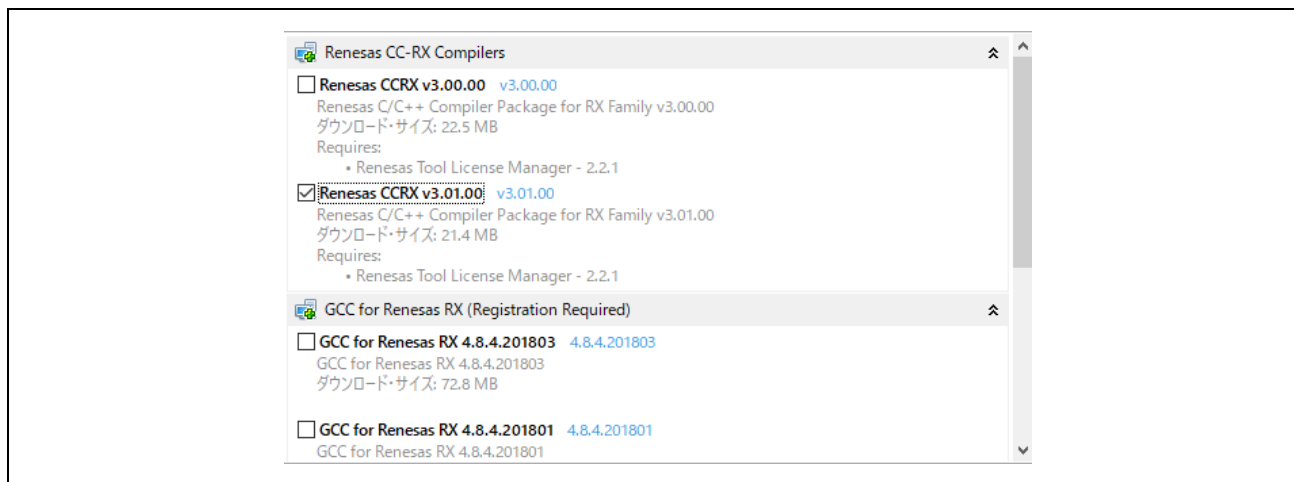 Renesas CC-RX Compilers
Renesas CCRX v3.00.00 v3.00.00
Renesas C/C++ Compiler Package for RX Family v3.00.00
ダウンロード・サイズ: 22.5 MB
Requires:
• Renesas Tool License Manager - 2.2.1
Renesas CCRX v3.01.00 v3.01.00
Renesas C/C++ Compiler Package for RX Family v3.01.00
ダウンロード・サイズ: 21.4 MB
Requires:
• Renesas Tool License Manager - 2.2.1
GCC for Renesas RX (Registration Required)
GCC for Renesas RX 4.8.4.201803 4.8.4.201803
GCC for Renesas RX 4.8.4.201803
ダウンロード・サイズ: 72.8 MB
GCC for Renesas RX 4.8.4.201801 4.8.4.201801
GCC for Renesas RX 4.8.4.201801